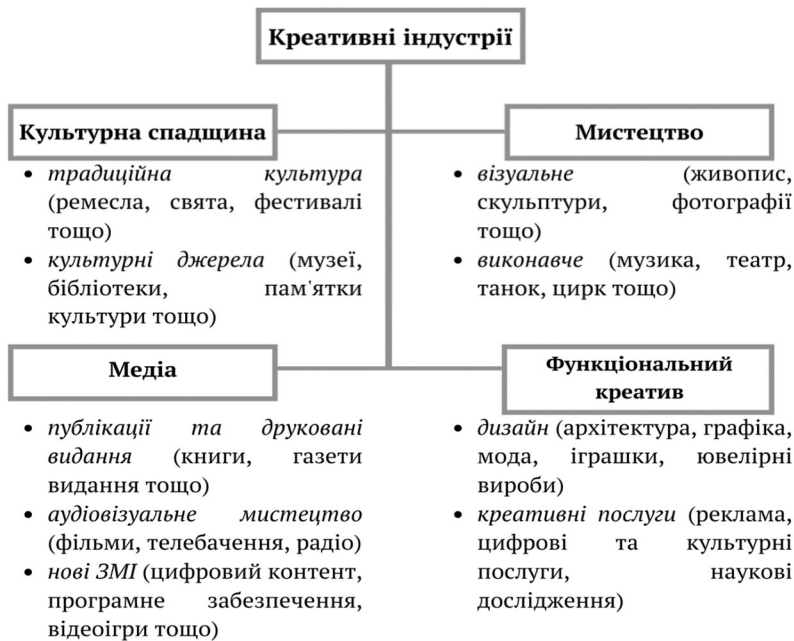 Креативні індустрії
Культурна спадщина
• традиційна культура
(ремесла, свята, фестивалі
тощо)
• культурні джерела (музеї,
бібліотеки, пам'ятки
культури тощо)
Мистецтво
• візуальне (живопис,
скульптури, фотографії
тощо)
• виконавче (музика, театр,
танок, цирк тощо)
Медіа
• публікації та друковані
видання (книги, газети
видання тощо)
• аудіовізуальне мистецтво
(фільми, телебачення, радіо)
• нові ЗМІ (цифровий контент,
програмне забезпечення,
відеоігри тощо)
Функціональний
креатив
• дизайн (архітектура, графіка,
мода, іграшки, ювелірні
вироби)
• креативні послуги (реклама,
цифрові та культурні
послуги, наукові
дослідження)